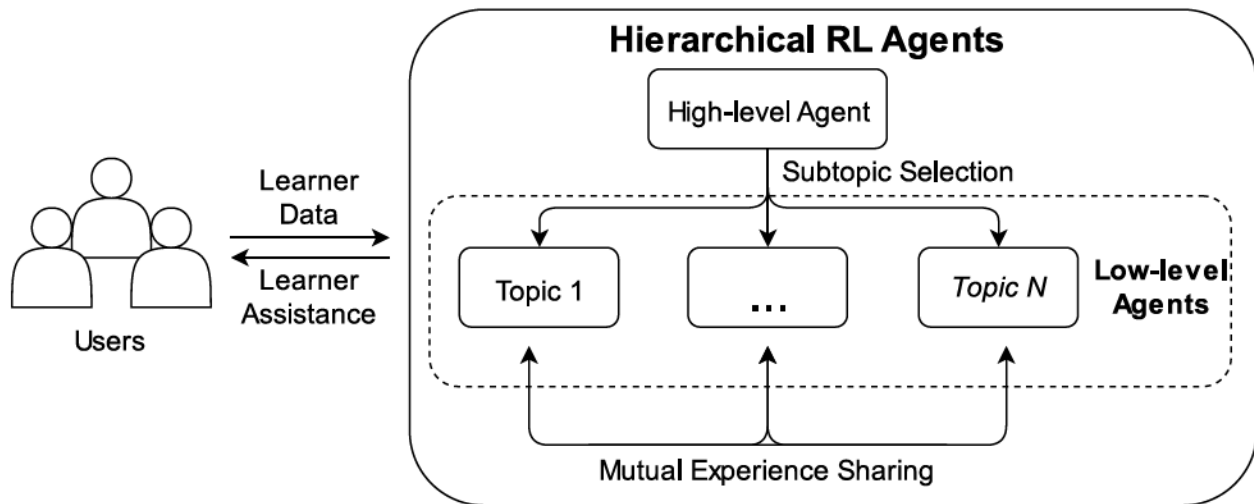 Hierarchical RL Agents
High-level Agent
Subtopic Selection
Learner
Data
Learner
Assistance
Users
Topic 1
...
Topic N
Low-level
Agents
Mutual Experience Sharing